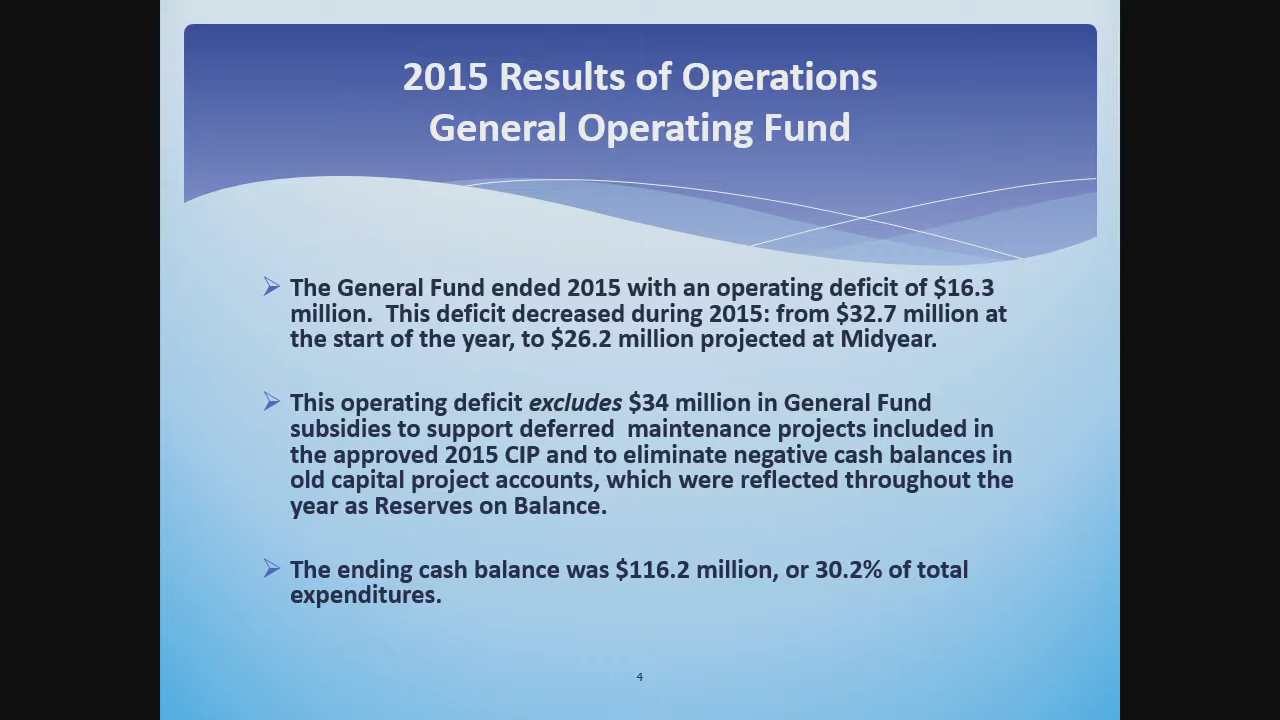 2015 Results of Operations
General Operating Fund
The General Fund ended 2015 with an operating deficit of $16.3
million.  This deficit decreased during 2015: from $32.7 million at
the start of the year, to $26.2 million projected at Midyear.
This operating deficit excludes $34 million in General Fund
subsidies to support deferred  maintenance projects included in
the approved 2015 CIP and to eliminate negative cash balances in
old capital project accounts, which were reflected throughout the
year as Reserves on Balance.
The ending cash balance was $116.2 million, or 30.2% of total
expenditures.
4